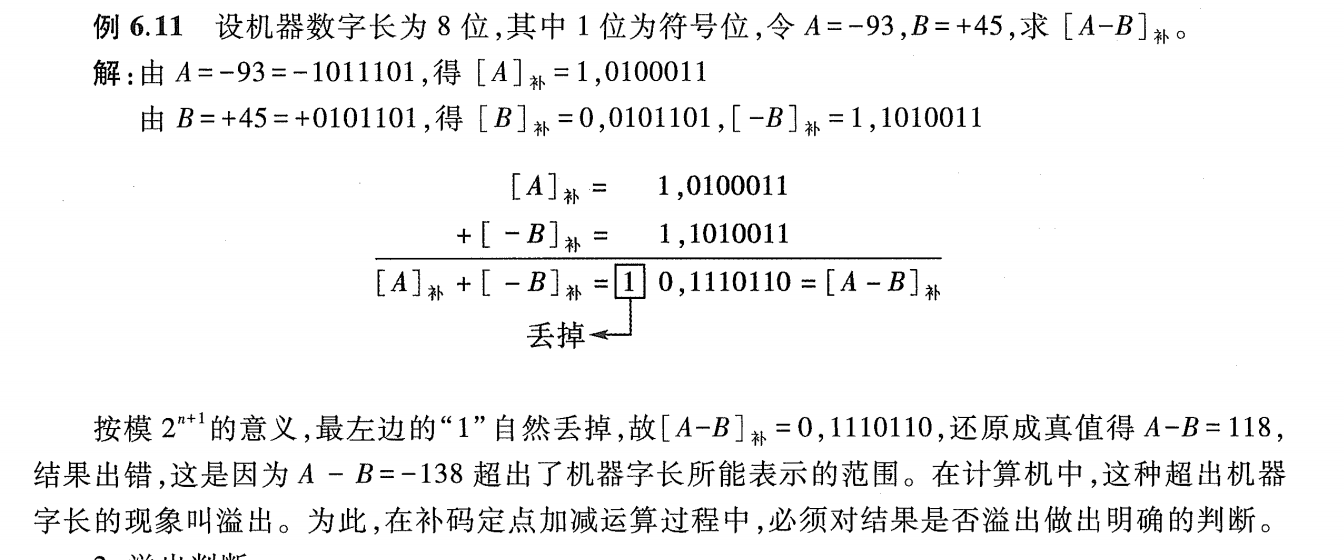 例 6.11 设机器数字长为 8 位,其中 1 位为符号位,令 A=-93,B=+45,求 [A-B]补。
解:由 A=-93=-1011101,得 [A]补=1,0100011
由 B=+45=+0101101,得 [B]补=0,0101101,[-B]补=1,1010011
[A]补 = 1,0100011
+[-B]补 = 1,1010011
[A]补 + [-B]补 = 1 0,1110110 = [A-B]补
丢掉
按模 2ⁿ⁺¹的意义,最左边的“1”自然丢掉,故[A-B]补=0,1110110,还原成真值得 A-B=118,
结果出错,这是因为 A - B=-138 超出了机器字长所能表示的范围。在计算机中,这种超出机器
字长的现象叫溢出。为此,在补码定点加减运算过程中,必须对结果是否溢出做出明确的判断。